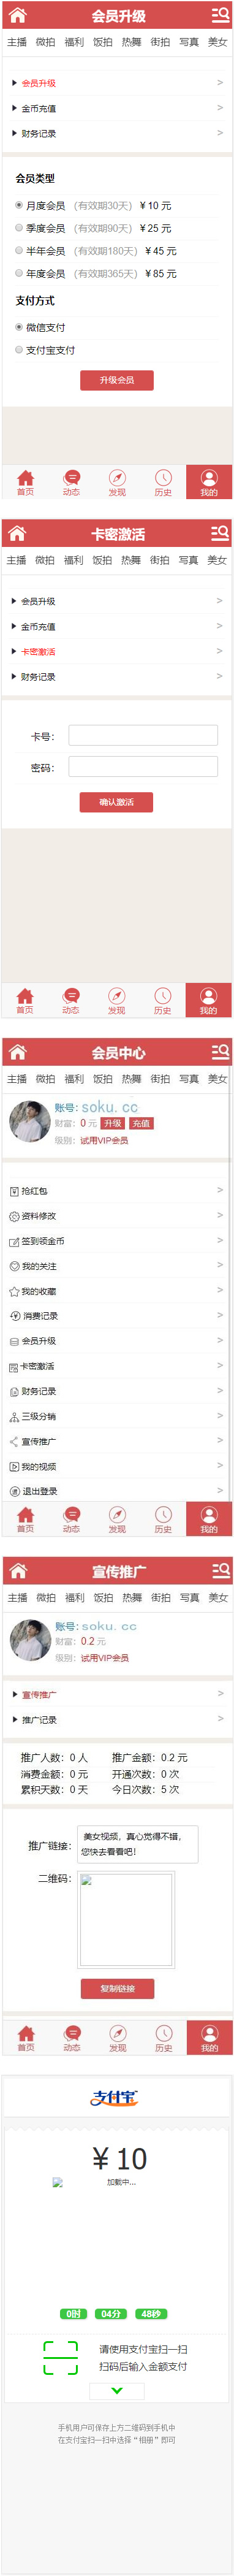 会员升级
主播 微拍 福利 饭拍 热舞 街拍 写真 美女
会员升级 >
金币充值 >
财务记录 >
会员类型
月度会员 （有效期30天） ￥10 元
季度会员 （有效期90天） ￥25 元
半年会员 （有效期180天） ￥45 元
年度会员 （有效期365天） ￥85 元
支付方式
微信支付
支付宝支付
升级会员
首页 动态 发现 历史 我的
卡密激活
主播 微拍 福利 饭拍 热舞 街拍 写真 美女
会员升级 >
金币充值 >
卡密激活 >
财务记录 >
卡号：
密码：
确认激活
首页 动态 发现 历史 我的
会员中心
主播 微拍 福利 饭拍 热舞 街拍 写真 美女
账号：soku. cc
财富：0 元 升级 充值
级别：试用VIP会员
抢红包 >
资料修改 >
签到领金币 >
我的关注 >
我的收藏 >
消费记录 >
会员升级 >
卡密激活 >
财务记录 >
三级分销 >
宣传推广 >
我的视频 >
退出登录 >
首页 动态 发现 历史 我的
宣传推广
主播 微拍 福利 饭拍 热舞 街拍 写真 美女
账号：soku. cc
财富：0.2 元
级别：试用VIP会员
宣传推广 >
推广记录 >
推广人数：0 人 推广金额：0.2 元
消费金额：0 元 开通次数：0 次
累积天数：0 天 今日次数：5 次
推广链接： 美女视频，真心觉得不错，
您快去看看吧！
二维码：
复制链接
首页 动态 发现 历史 我的
支付宝
￥10
加载中...
0时 04分 48秒
请使用支付宝扫一扫
扫码后输入金额支付
手机用户可保存上方二维码到手机中
在支付宝扫一扫中选择“相册”即可